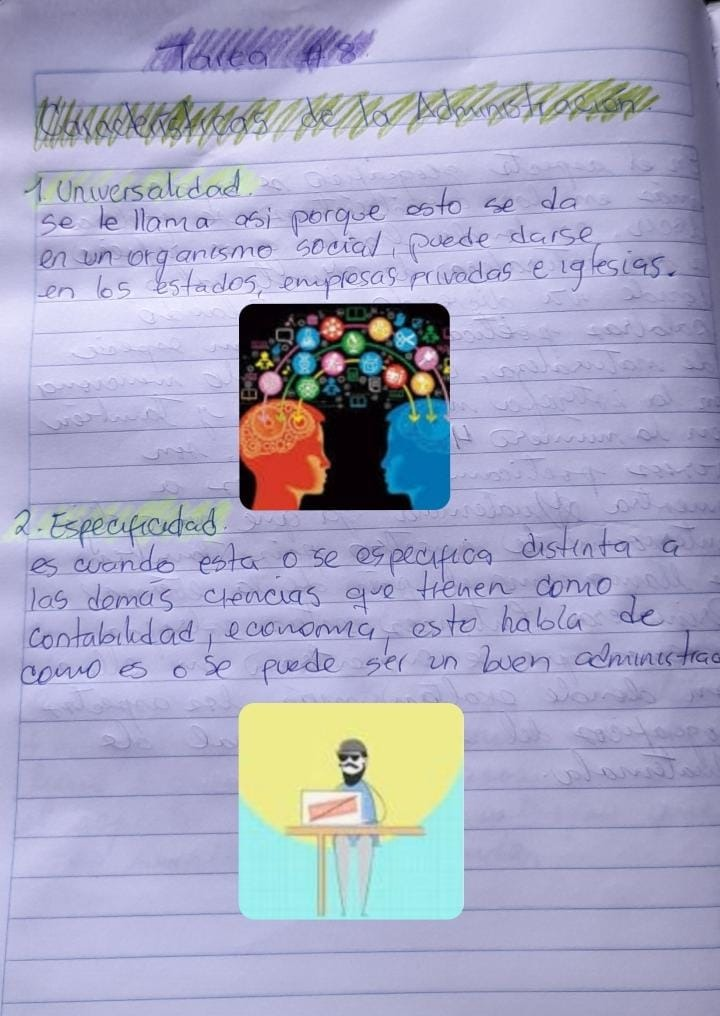 Tarea #8.
Características de la Administración.
1. Universalidad.
se le llama asi porque esto se da
en un organismo social, puede darse
en los estados, empresas privadas e iglesias.
2. Especificidad.
es cuando esta o se especifica distinta a
las demás ciencias que tienen como
contabilidad, economia, esto habla de
como es o se puede ser un buen administrad